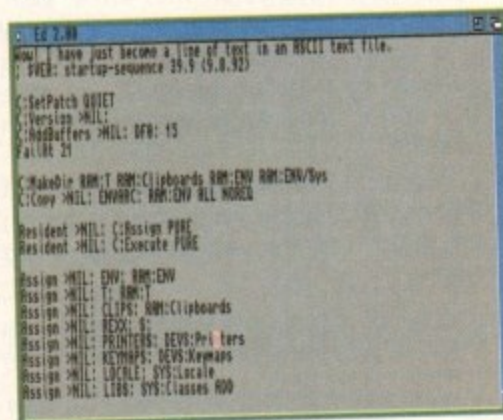 Ed 2.00
Wow! I have just become a line of text in an ASCII text file.
; $VER: startup-sequence 39.9 (9.8.92)
C:SetPatch QUIET
C:Version >NIL:
C:AddBuffers >NIL: DF0: 15
FailAt 21
C:MakeDir RAM:T RAM:Clipboards RAM:ENV RAM:ENV/Sys
C:Copy >NIL: ENVARC: RAM:ENV ALL NOREQ
Resident >NIL: C:Assign PURE
Resident >NIL: C:Execute PURE
Assign >NIL: ENV: RAM:ENV
Assign >NIL: T: RAM:T
Assign >NIL: CLIPS: RAM:Clipboards
Assign >NIL: REXX: S:
Assign >NIL: PRINTERS: DEVS:Printers
Assign >NIL: KEYMAPS: DEVS:Keymaps
Assign >NIL: LOCALE: SYS:Locale
Assign >NIL: LIBS: SYS:Classes ADD